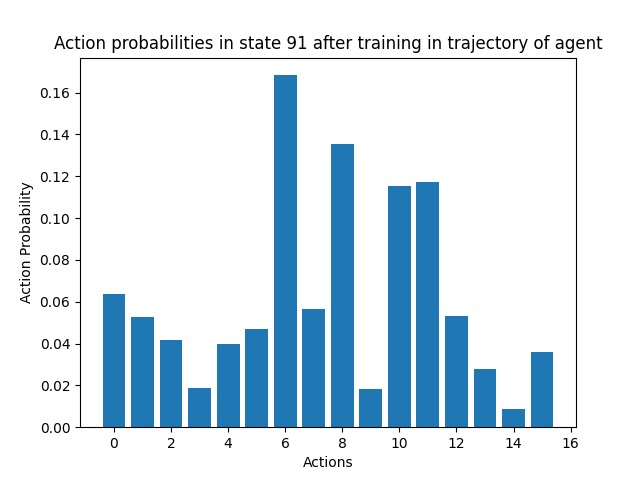 Action probabilities in state 91 after training in trajectory of agent
0.16
0.14
0.12
0.10
0.08
0.06
0.04
0.02
0.00
Action Probability
0 2 4 6 8 10 12 14 16
Actions